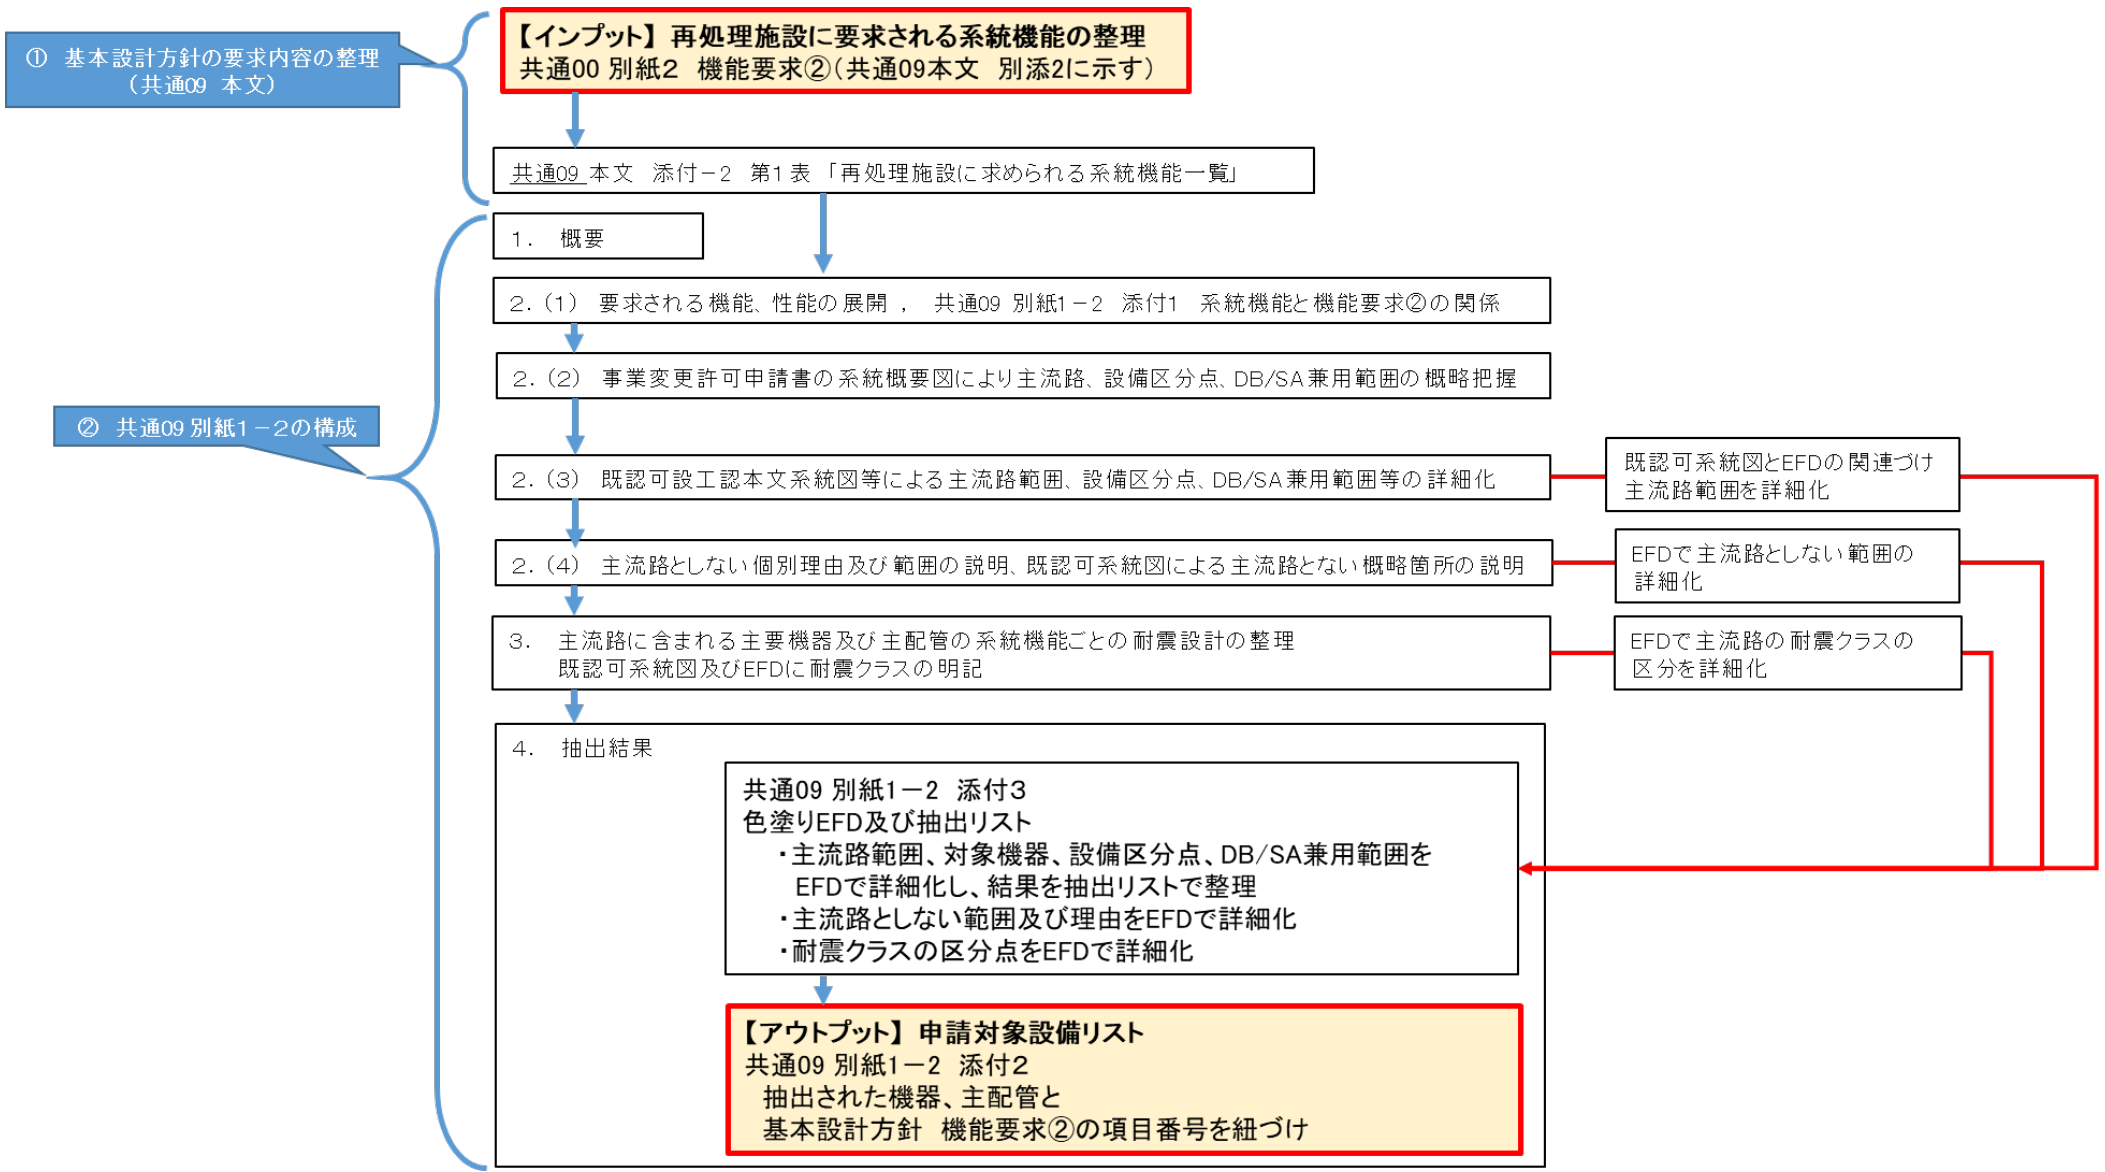 ① 基本設計方針の要求内容の整理
（共通09 本文）
【インプット】 再処理施設に要求される系統機能の整理
共通00 別紙2 機能要求②（共通09本文 別添2に示す）
共通09 本文 添付－2 第1表 「再処理施設に求められる系統機能一覧」
1． 概要
2．（1） 要求される機能、性能の展開 ， 共通09 別紙1－2 添付1 系統機能と機能要求②の関係
2．（2） 事業変更許可申請書の系統概要図により主流路、設備区分点、DB/SA兼用範囲の概略把握
② 共通09 別紙1－2の構成
2．（3） 既認可設工認本文系統図等による主流路範囲、設備区分点、DB/SA兼用範囲等の詳細化
既認可系統図とEFDの関連づけ
主流路範囲を詳細化
2．（4） 主流路としない個別理由及び範囲の説明、既認可系統図による主流路とない概略箇所の説明
EFDで主流路としない範囲の
詳細化
3． 主流路に含まれる主要機器及び主配管の系統機能ごとの耐震設計の整理
既認可系統図及びEFDに耐震クラスの明記
EFDで主流路の耐震クラスの
区分を詳細化
4． 抽出結果
共通09 別紙1－2 添付3
色塗りEFD及び抽出リスト
・主流路範囲、対象機器、設備区分点、DB/SA兼用範囲を
EFDで詳細化し、結果を抽出リストで整理
・主流路としない範囲及び理由をEFDで詳細化
・耐震クラスの区分点をEFDで詳細化
【アウトプット】 申請対象設備リスト
共通09 別紙1－2 添付2
抽出された機器、主配管と
基本設計方針 機能要求②の項目番号を紐づけ